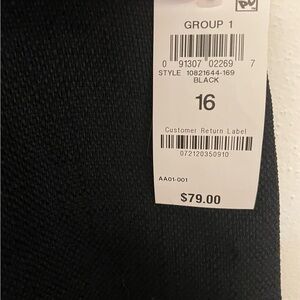 GROUP 1
0 91307 02269 7
STYLE 10821644-169
BLACK
16
Customer Return Label
072120350910
AA01-001
$79.00